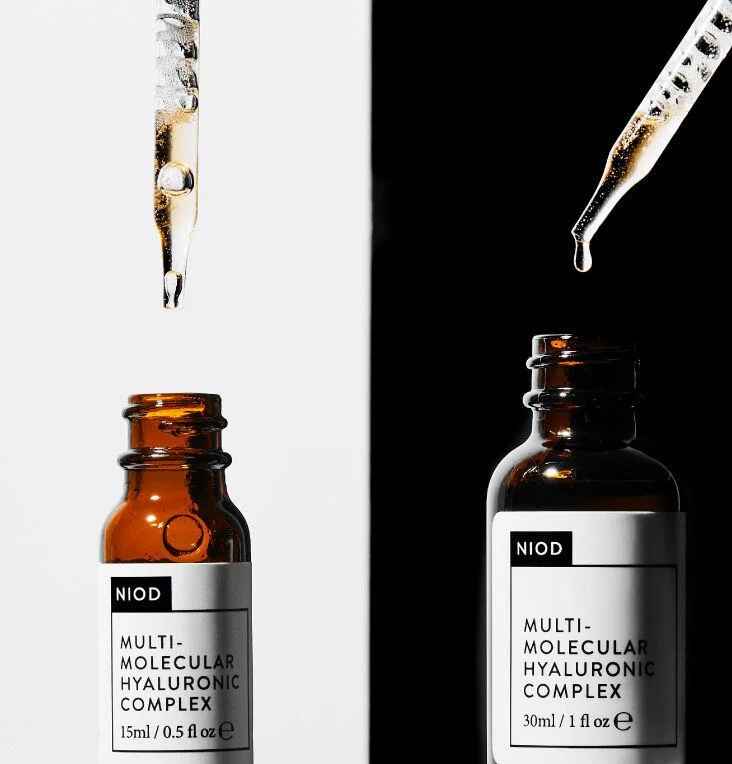 NIOD
MULTI-
MOLECULAR
HYALURONIC
COMPLEX
15ml / 0.5 fl oz ℮
NIOD
MULTI-
MOLECULAR
HYALURONIC
COMPLEX
30ml / 1 fl oz ℮